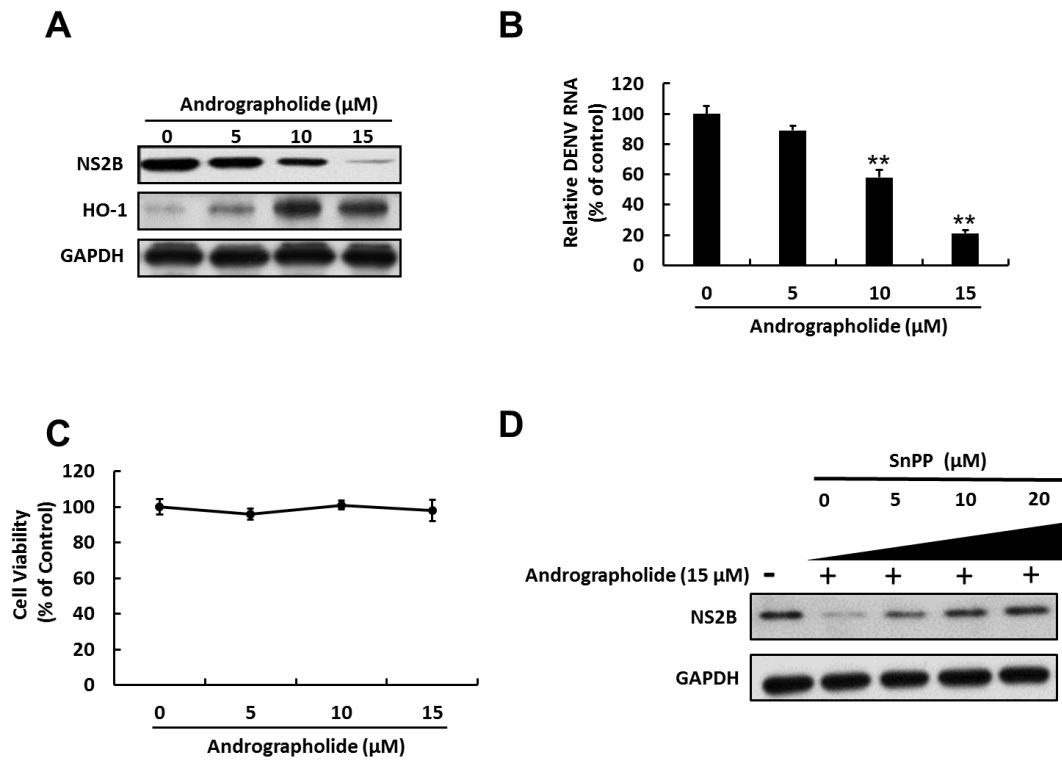 A
Andrographolide (µM)
0 5 10 15
NS2B
HO-1
GAPDH
B
Relative DENV RNA
(% of control)
120
100
80
60
40
20
0
**
**
0 5 10 15
Andrographolide (µM)
C
Cell Viability
(% of Control)
120
100
80
60
40
20
0
0 5 10 15
Andrographolide (µM)
D
SnPP (µM)
0 5 10 20
Andrographolide (15 µM) - + + + +
NS2B
GAPDH